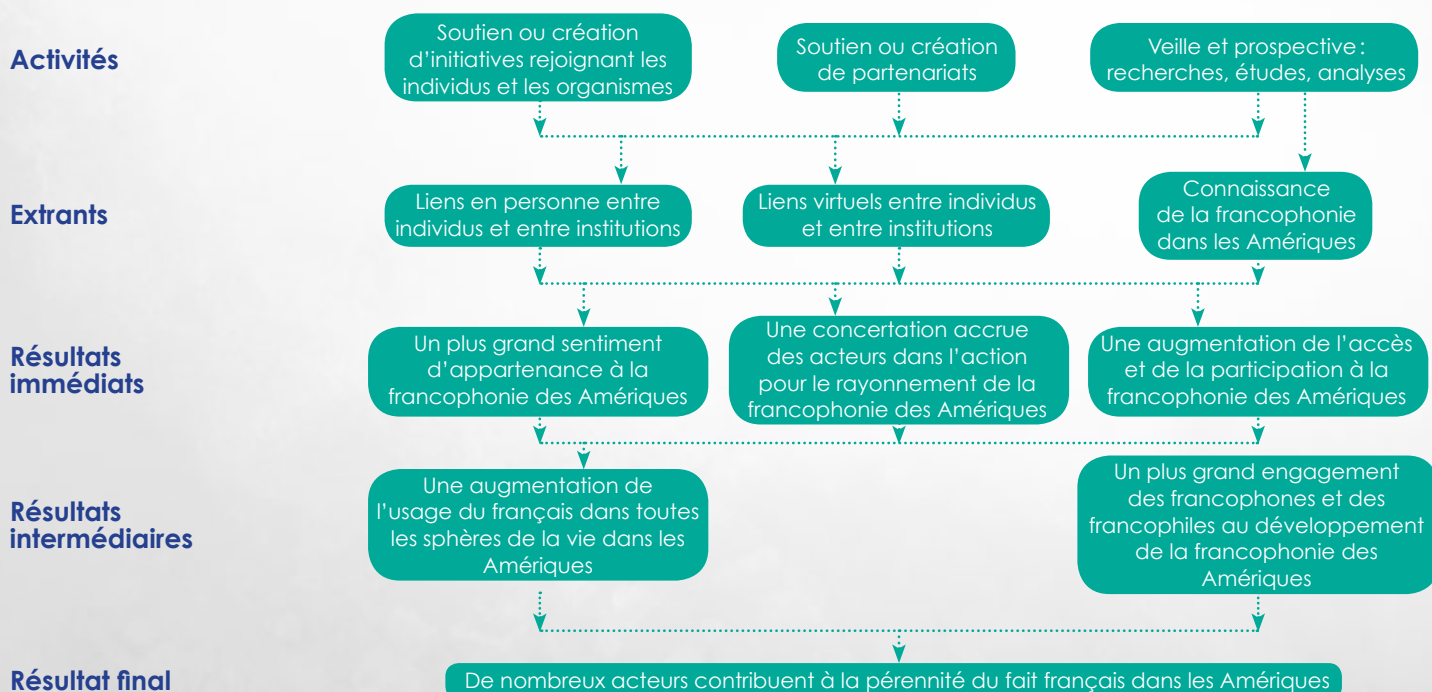 Activités
Soutien ou création
d’initiatives rejoignant les
individus et les organismes
Soutien ou création
de partenariats
Veille et prospective :
recherches, études, analyses
Extrants
Liens en personne entre
individus et entre institutions
Liens virtuels entre individus
et entre institutions
Connaissance
de la francophonie
dans les Amériques
Résultats
immédiats
Un plus grand sentiment
d’appartenance à la
francophonie des Amériques
Une concertation accrue
des acteurs dans l’action
pour le rayonnement de la
francophonie des Amériques
Une augmentation de l’accès
et de la participation à la
francophonie des Amériques
Résultats
intermédiaires
Une augmentation de
l’usage du français dans toutes
les sphères de la vie dans les
Amériques
Un plus grand engagement
des francophones et des
francophiles au développement
de la francophonie des
Amériques
Résultat final
De nombreux acteurs contribuent à la pérennité du fait français dans les Amériques